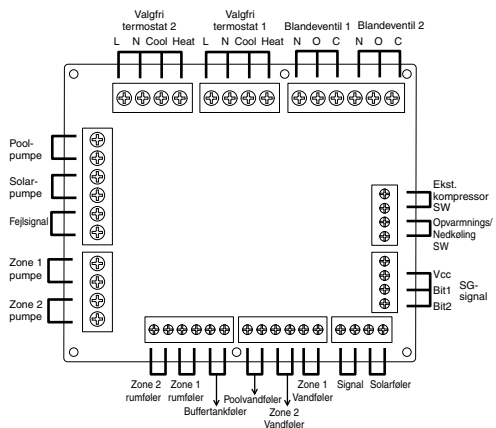 Valgfri
termostat 2
Valgfri
termostat 1
Blandeventil 1
Blandeventil 2
L N Cool Heat
L N Cool Heat
N O C
N O C
Pool-
pumpe
Solar-
pumpe
Fejlsignal
Zone 1
pumpe
Zone 2
pumpe
Ekst.
kompressor
SW
Opvarmnings/
Nedkøling
SW
Vcc
Bit1
Bit2
SG-
signal
Zone 2
rumføler
Zone 1
rumføler
Buffertankføler
Poolvandføler
Zone 2
Vandføler
Zone 1
Vandføler
Signal
Solarføler